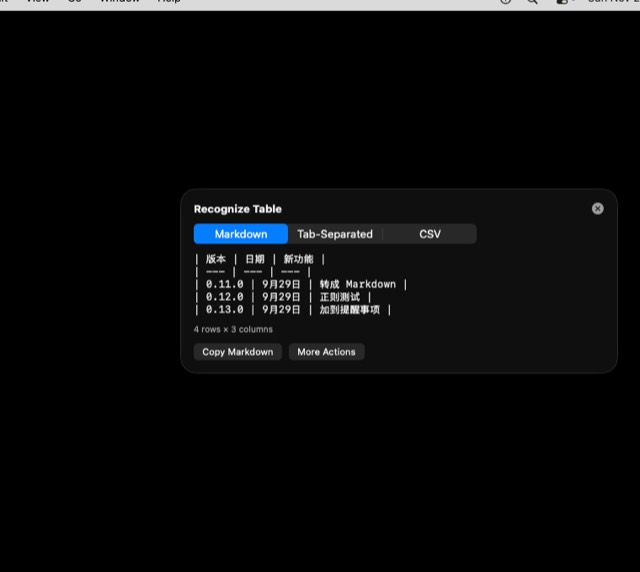 View Go Window Help Sun Nov 2
Recognize Table
Markdown Tab-Separated CSV
| 版本 | 日期 | 新功能 |
| --- | --- | --- |
| 0.11.0 | 9月29日 | 转成 Markdown |
| 0.12.0 | 9月29日 | 正则测试 |
| 0.13.0 | 9月29日 | 加到提醒事项 |
4 rows × 3 columns
Copy Markdown More Actions